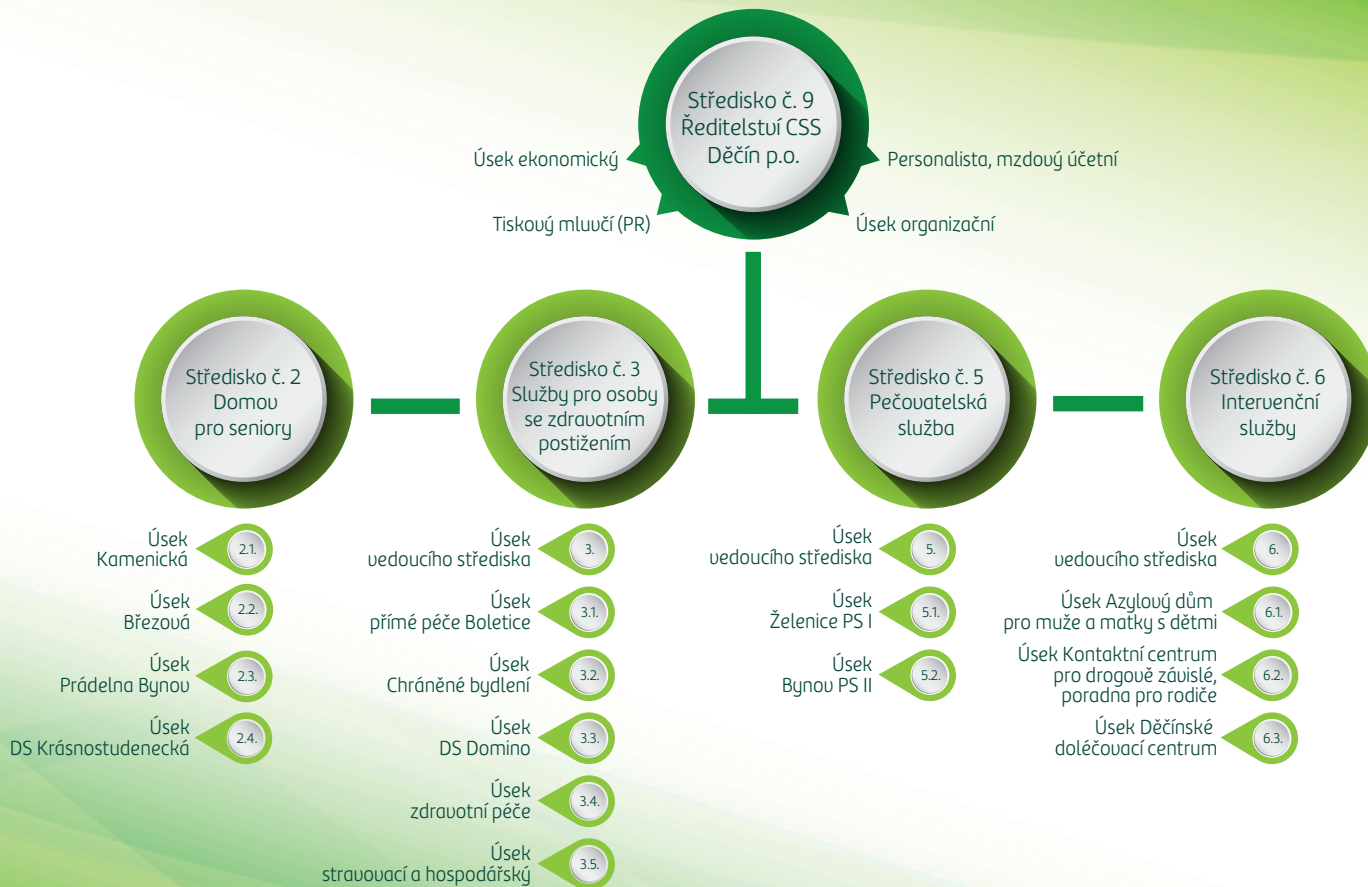 Středisko č. 9
Ředitelství CSS
Děčín p.o.
Úsek ekonomický
Personalista, mzdový účetní
Tiskový mluvčí (PR)
Úsek organizační
Středisko č. 2
Domov
pro seniory
Středisko č. 3
Služby pro osoby
se zdravotním
postižením
Středisko č. 5
Pečovatelská
služba
Středisko č. 6
Intervenční
služby
Úsek
Kamenická
2.1.
Úsek
Březová
2.2.
Úsek
Prádelna Bynov
2.3.
Úsek
DS Krásnostudenecká
2.4.
Úsek
vedoucího střediska
3.
Úsek
přímé péče Boletice
3.1.
Úsek
Chráněné bydlení
3.2.
Úsek
DS Domino
3.3.
Úsek
zdravotní péče
3.4.
Úsek
stravovací a hospodářský
3.5.
Úsek
vedoucího střediska
5.
Úsek
Želenice PS I
5.1.
Úsek
Bynov PS II
5.2.
Úsek
vedoucího střediska
6.
Úsek Azylový dům
pro muže a matky s dětmi
6.1.
Úsek Kontaktní centrum
pro drogově závislé,
poradna pro rodiče
6.2.
Úsek Děčínské
doléčovací centrum
6.3.